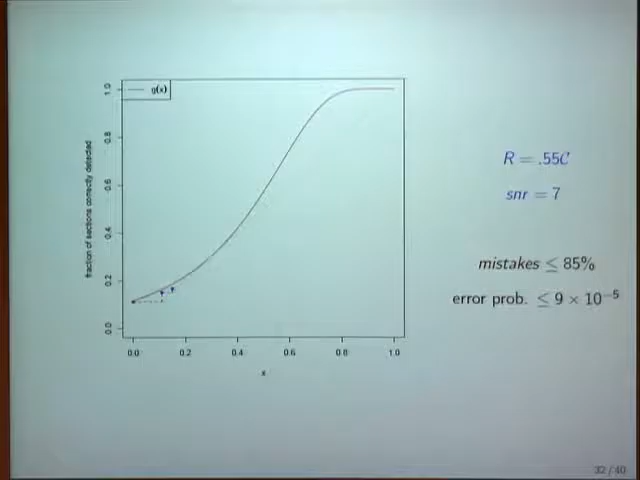 g(x)
1.0
0.8
0.6
0.4
0.2
0.0
fraction of sections correctly detected
0.0 0.2 0.4 0.6 0.8 1.0
x
R = .55C
snr = 7
mistakes ≤ 85%
error prob. ≤ 9 × 10⁻⁵
32 / 40